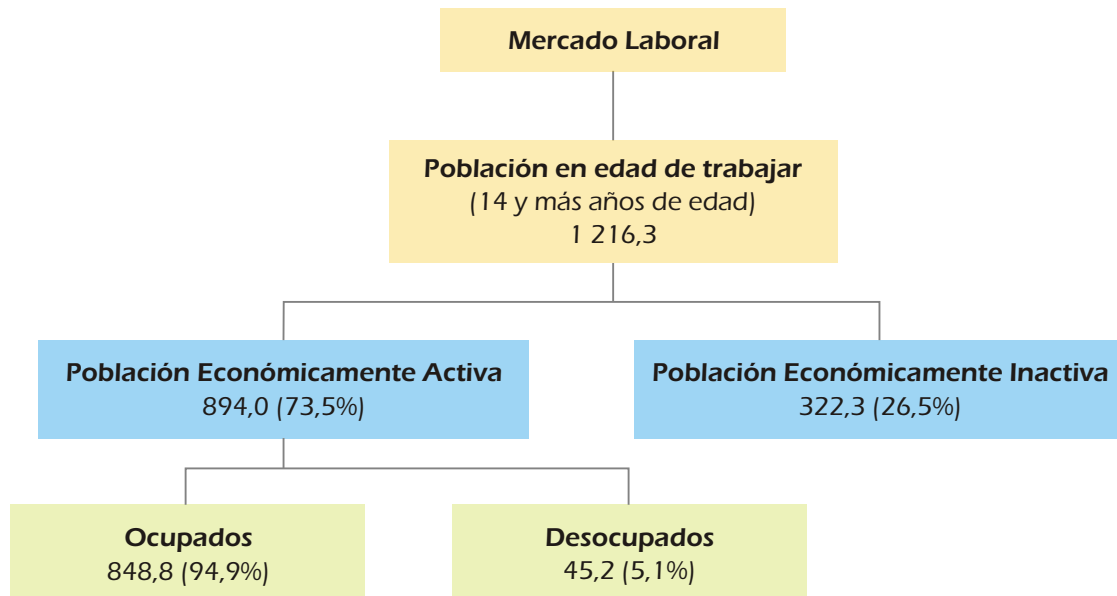 Mercado Laboral
Población en edad de trabajar
(14 y más años de edad)
1 216,3
Población Económicamente Activa
894,0 (73,5%)
Población Económicamente Inactiva
322,3 (26,5%)
Ocupados
848,8 (94,9%)
Desocupados
45,2 (5,1%)